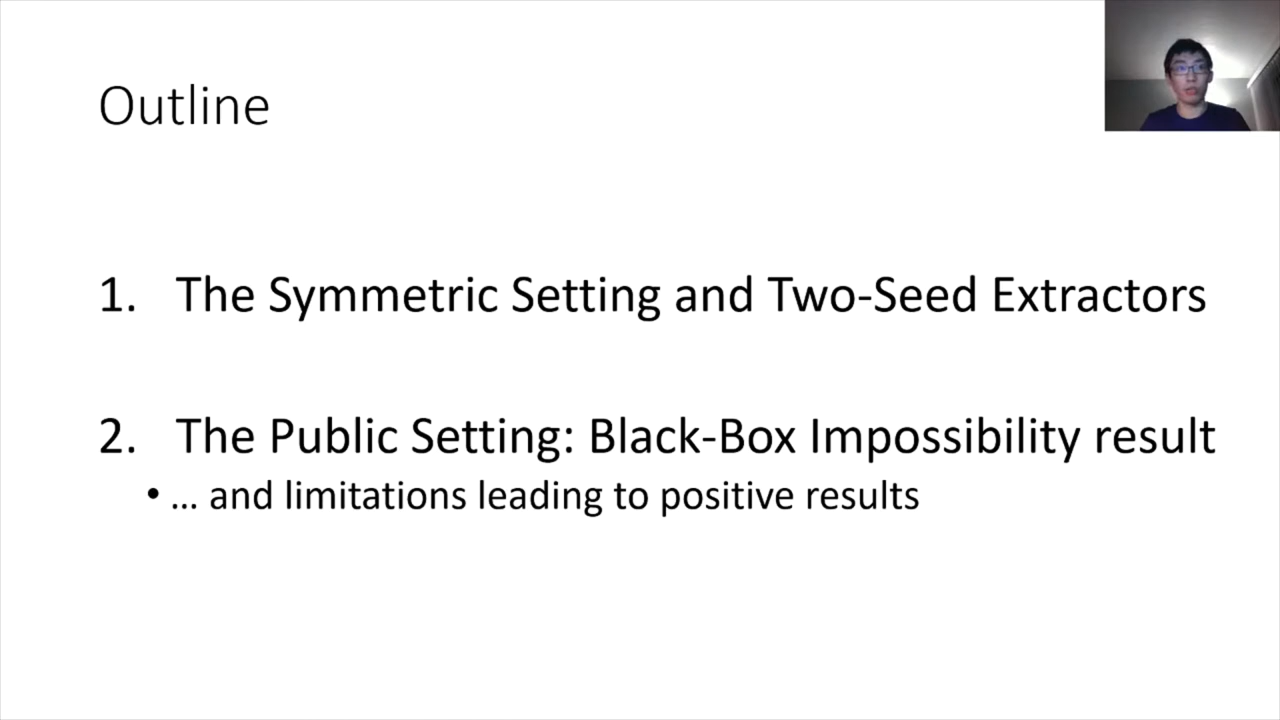 Outline
1. The Symmetric Setting and Two-Seed Extractors
2. The Public Setting: Black-Box Impossibility result
• … and limitations leading to positive results